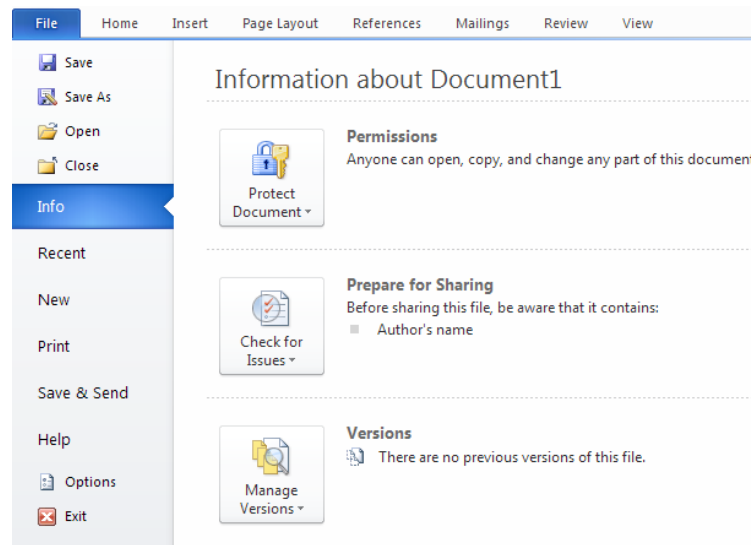 File Home Insert Page Layout References Mailings Review View
Save
Save As
Open
Close
Info
Recent
New
Print
Save & Send
Help
Options
Exit
Information about Document1
Protect
Document
Permissions
Anyone can open, copy, and change any part of this document
Check for
Issues
Prepare for Sharing
Before sharing this file, be aware that it contains:
Author's name
Manage
Versions
Versions
There are no previous versions of this file.